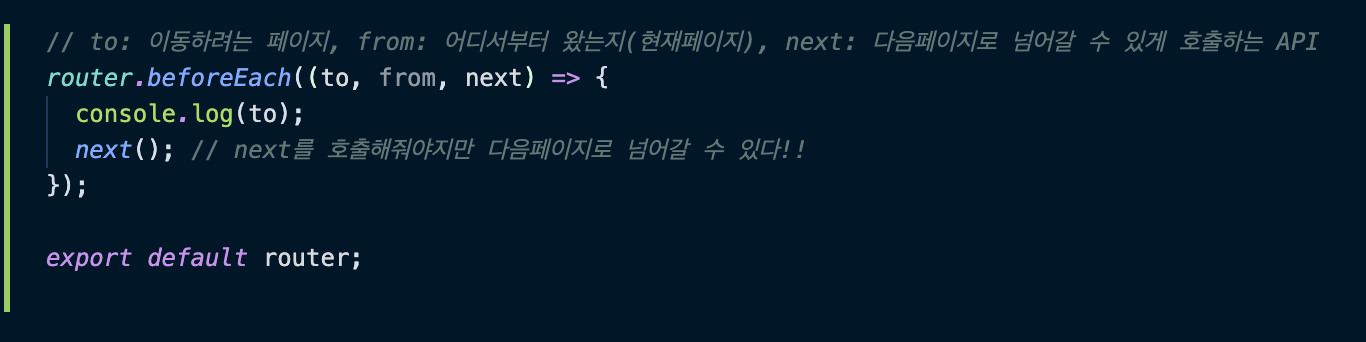 // to: 이동하려는 페이지, from: 어디서부터 왔는지(현재페이지), next: 다음페이지로 넘어갈 수 있게 호출하는 API
router.beforeEach((to, from, next) => {
console.log(to);
next(); // next를 호출해줘야지만 다음페이지로 넘어갈 수 있다!!
});
export default router;